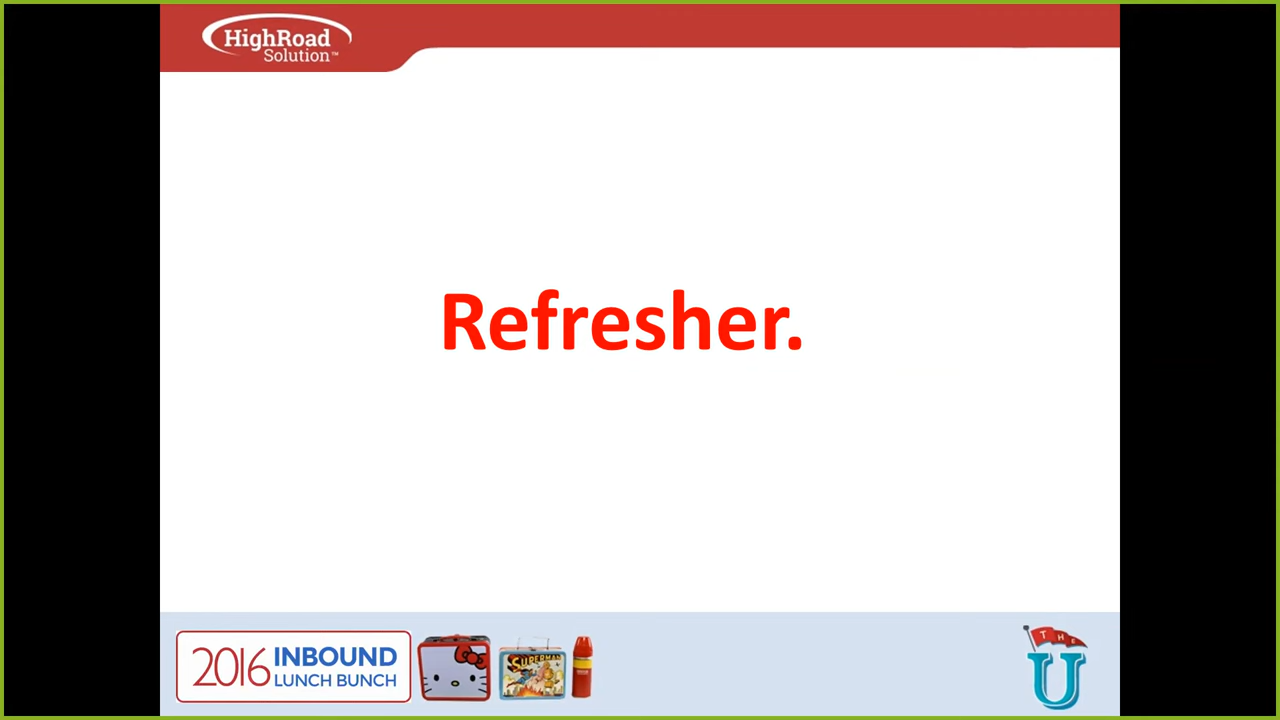 HighRoad
Solution™
Refresher.
2016 INBOUND
LUNCH BUNCH
SUPERMAN
THE
U